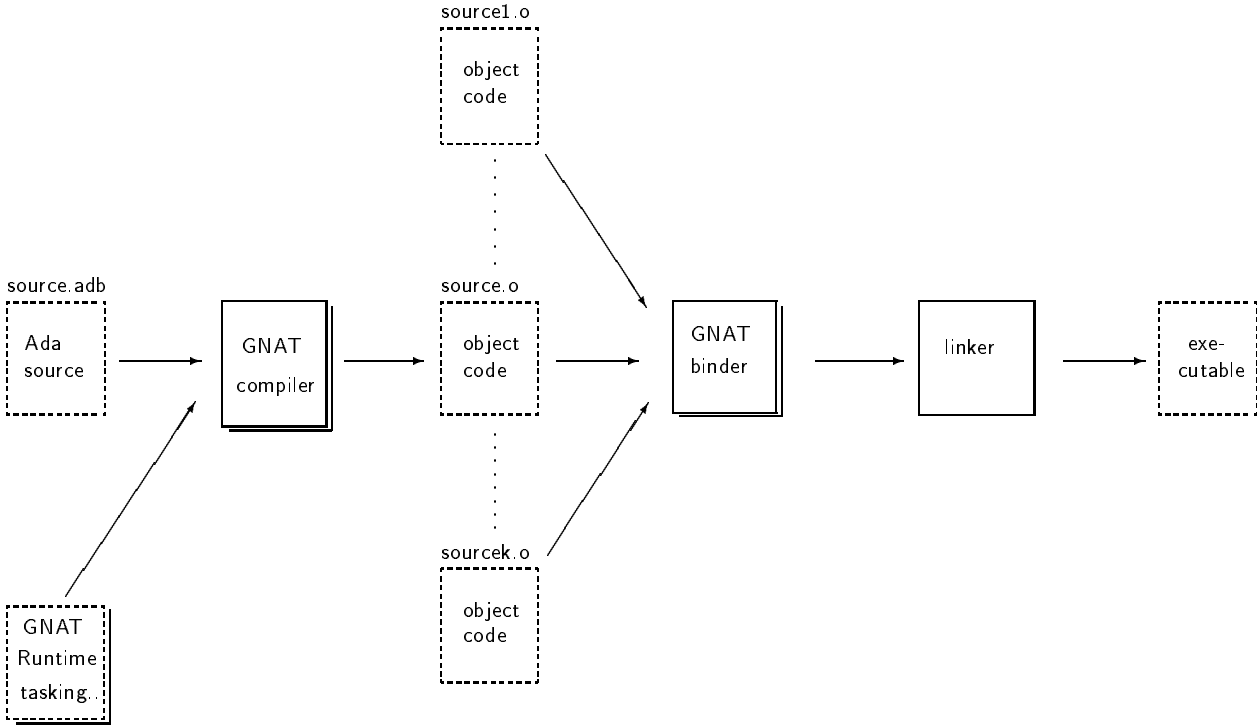 source1.o
object
code
source.adb
Ada
source
GNAT
compiler
source.o
object
code
GNAT
binder
linker
exe-
cutable
sourcek.o
object
code
GNAT
Runtime
tasking..